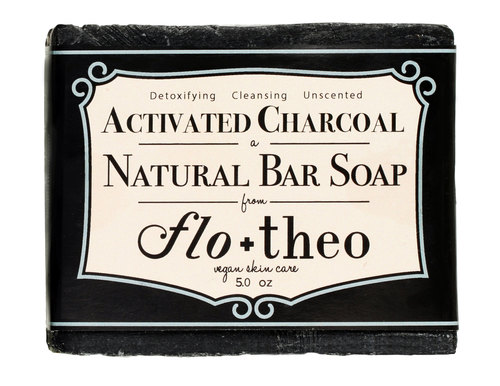 Detoxifying Cleansing Unscented
ACTIVATED CHARCOAL
a
NATURAL BAR SOAP
from
flo+theo
vegan skin care
5.0 oz